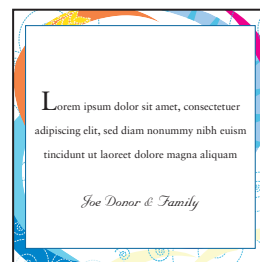 Lorem ipsum dolor sit amet, consectetuer
adipiscing elit, sed diam nonummy nibh euism
tincidunt ut laoreet dolore magna aliquam
Joe Donor & Family